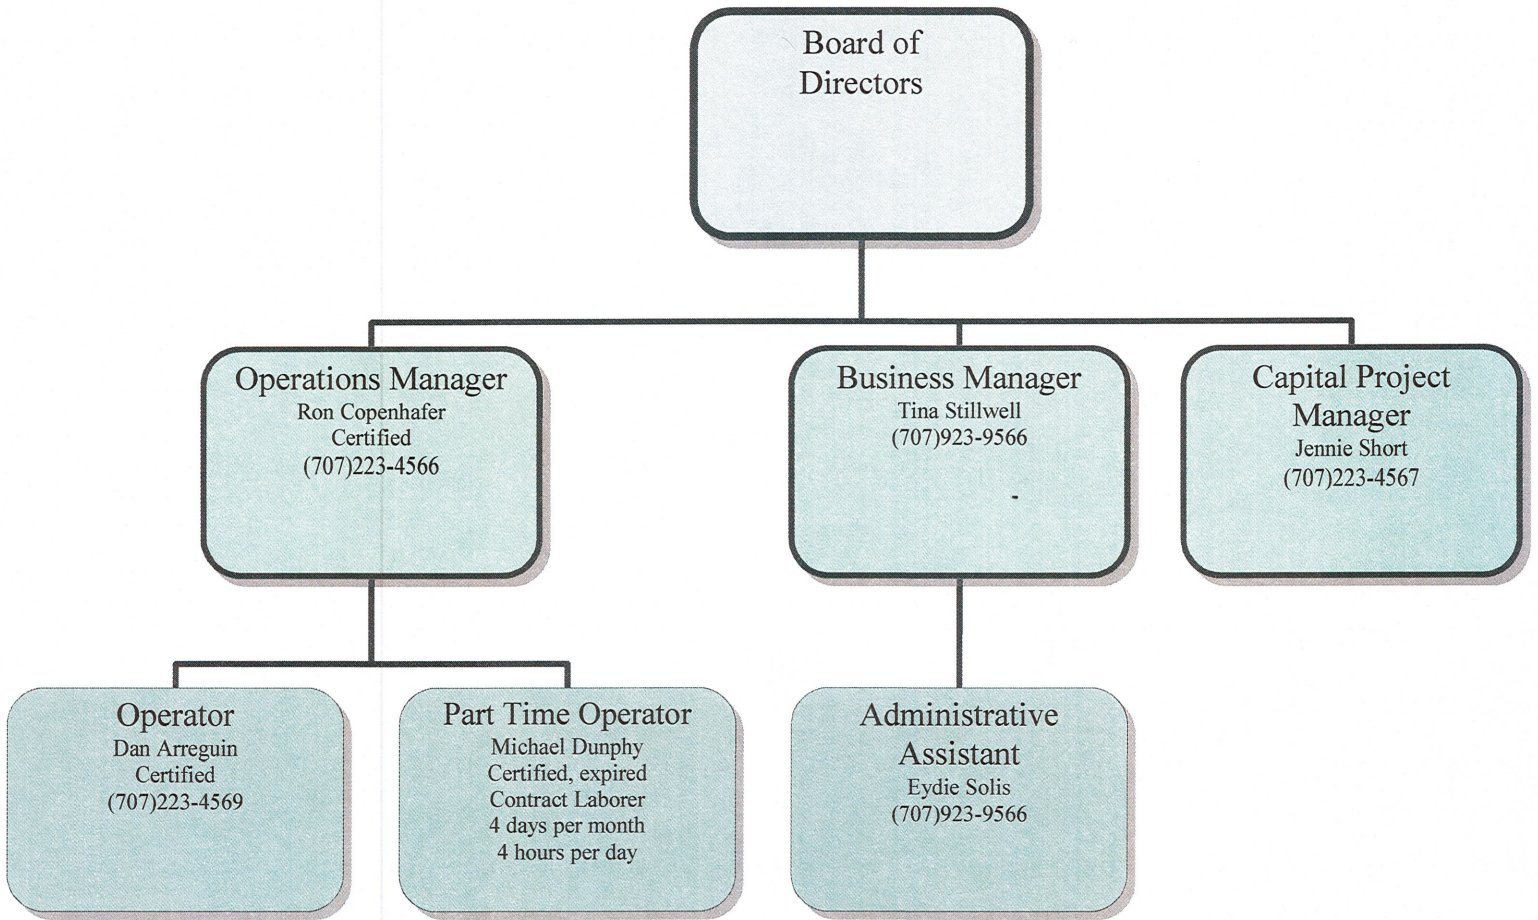 Board of
Directors
Operations Manager
Ron Copenhafer
Certified
(707)223-4566
Business Manager
Tina Stillwell
(707)923-9566
Capital Project
Manager
Jennie Short
(707)223-4567
Operator
Dan Arreguin
Certified
(707)223-4569
Part Time Operator
Michael Dunphy
Certified, expired
Contract Laborer
4 days per month
4 hours per day
Administrative
Assistant
Eydie Solis
(707)923-9566